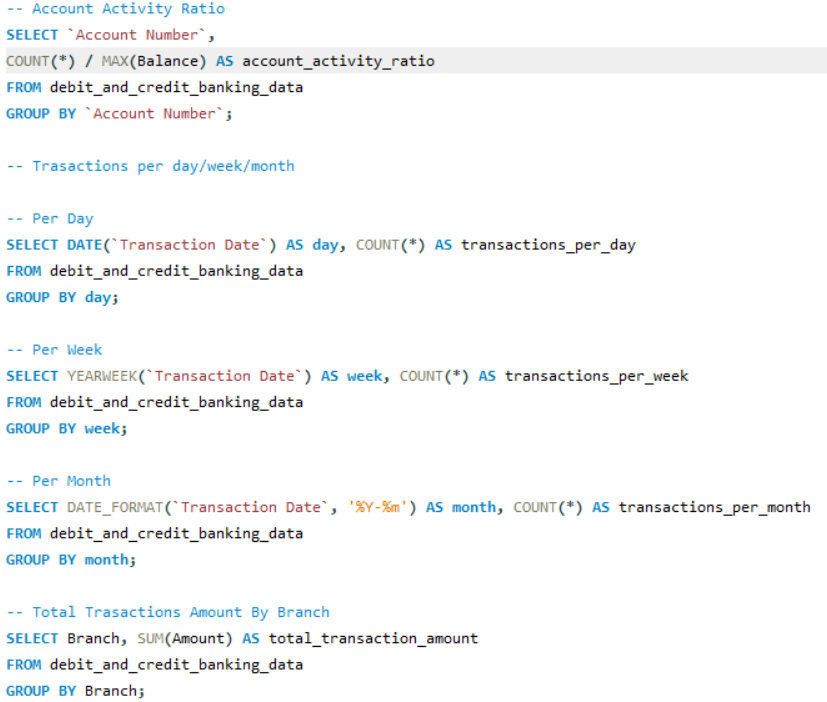 -- Account Activity Ratio
SELECT `Account Number`,
COUNT(*) / MAX(Balance) AS account_activity_ratio
FROM debit_and_credit_banking_data
GROUP BY `Account Number`;
-- Trasactions per day/week/month
-- Per Day
SELECT DATE(`Transaction Date`) AS day, COUNT(*) AS transactions_per_day
FROM debit_and_credit_banking_data
GROUP BY day;
-- Per Week
SELECT YEARWEEK(`Transaction Date`) AS week, COUNT(*) AS transactions_per_week
FROM debit_and_credit_banking_data
GROUP BY week;
-- Per Month
SELECT DATE_FORMAT(`Transaction Date`, '%Y-%m') AS month, COUNT(*) AS transactions_per_month
FROM debit_and_credit_banking_data
GROUP BY month;
-- Total Trasactions Amount By Branch
SELECT Branch, SUM(Amount) AS total_transaction_amount
FROM debit_and_credit_banking_data
GROUP BY Branch;